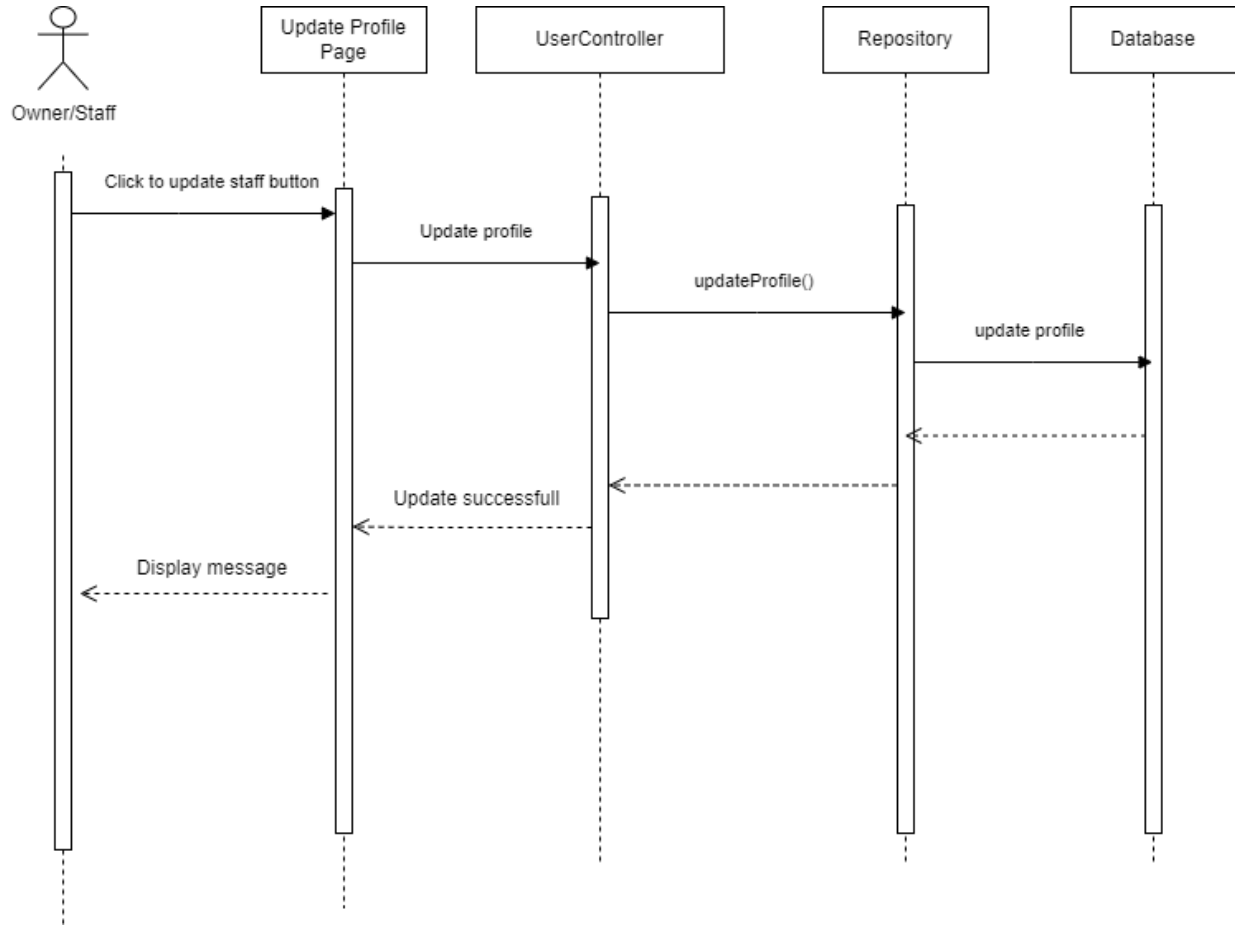 Owner/Staff
Update Profile
Page
UserController
Repository
Database
Click to update staff button
Update profile
updateProfile()
update profile
Update successfull
Display message